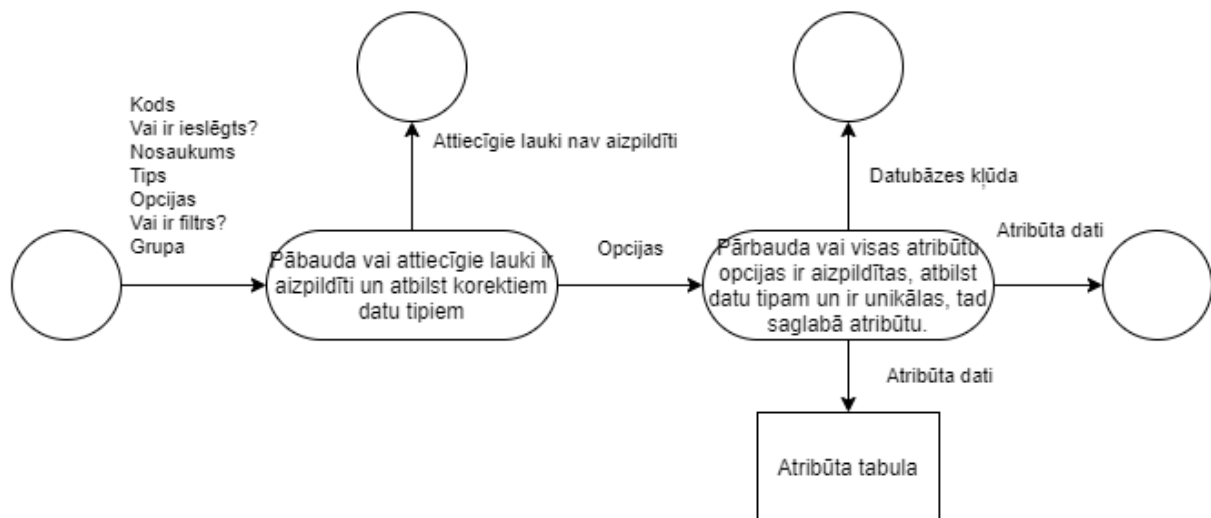 Kods
Vai ir ieslēgts?
Nosaukums
Tips
Opcijas
Vai ir filtrs?
Grupa
Attiecīgie lauki nav aizpildīti
Datubāzes kļūda
Pābauda vai attiecīgie lauki ir
aizpildīti un atbilst korektiem
datu tipiem
Opcijas
Pārbauda vai visas atribūtu
opcijas ir aizpildītas, atbilst
datu tipam un ir unikālas, tad
saglabā atribūtu.
Atribūta dati
Atribūta dati
Atribūta tabula